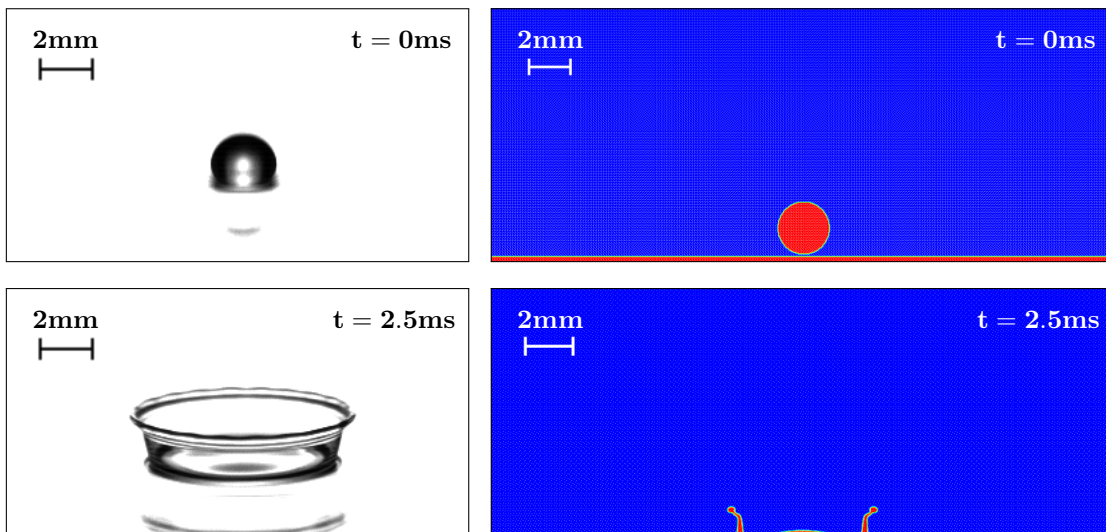 2mm t = 0ms
2mm t = 0ms
2mm t = 2.5ms
2mm t = 2.5ms